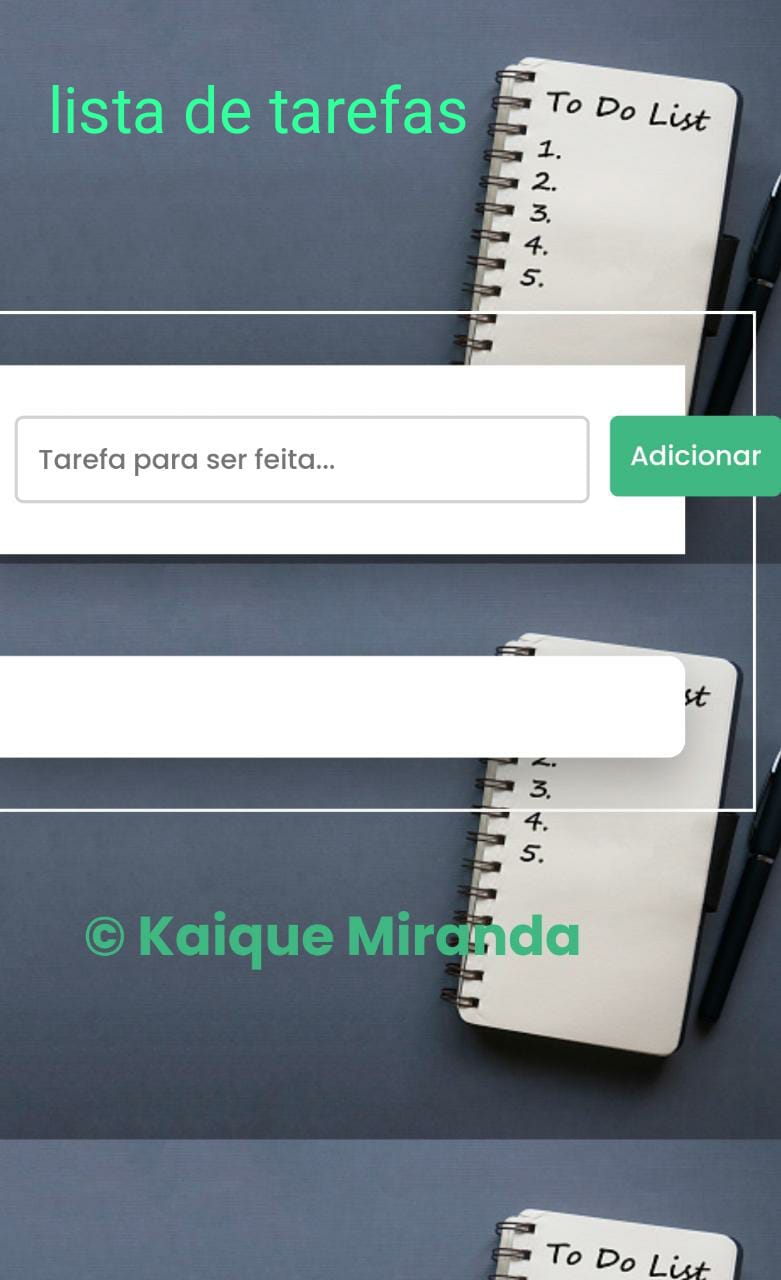 lista de tarefas
To Do List
1.
2.
3.
4.
5.
Tarefa para ser feita...
Adicionar
st
2.
3.
4.
5.
© Kaique Miranda
To Do List